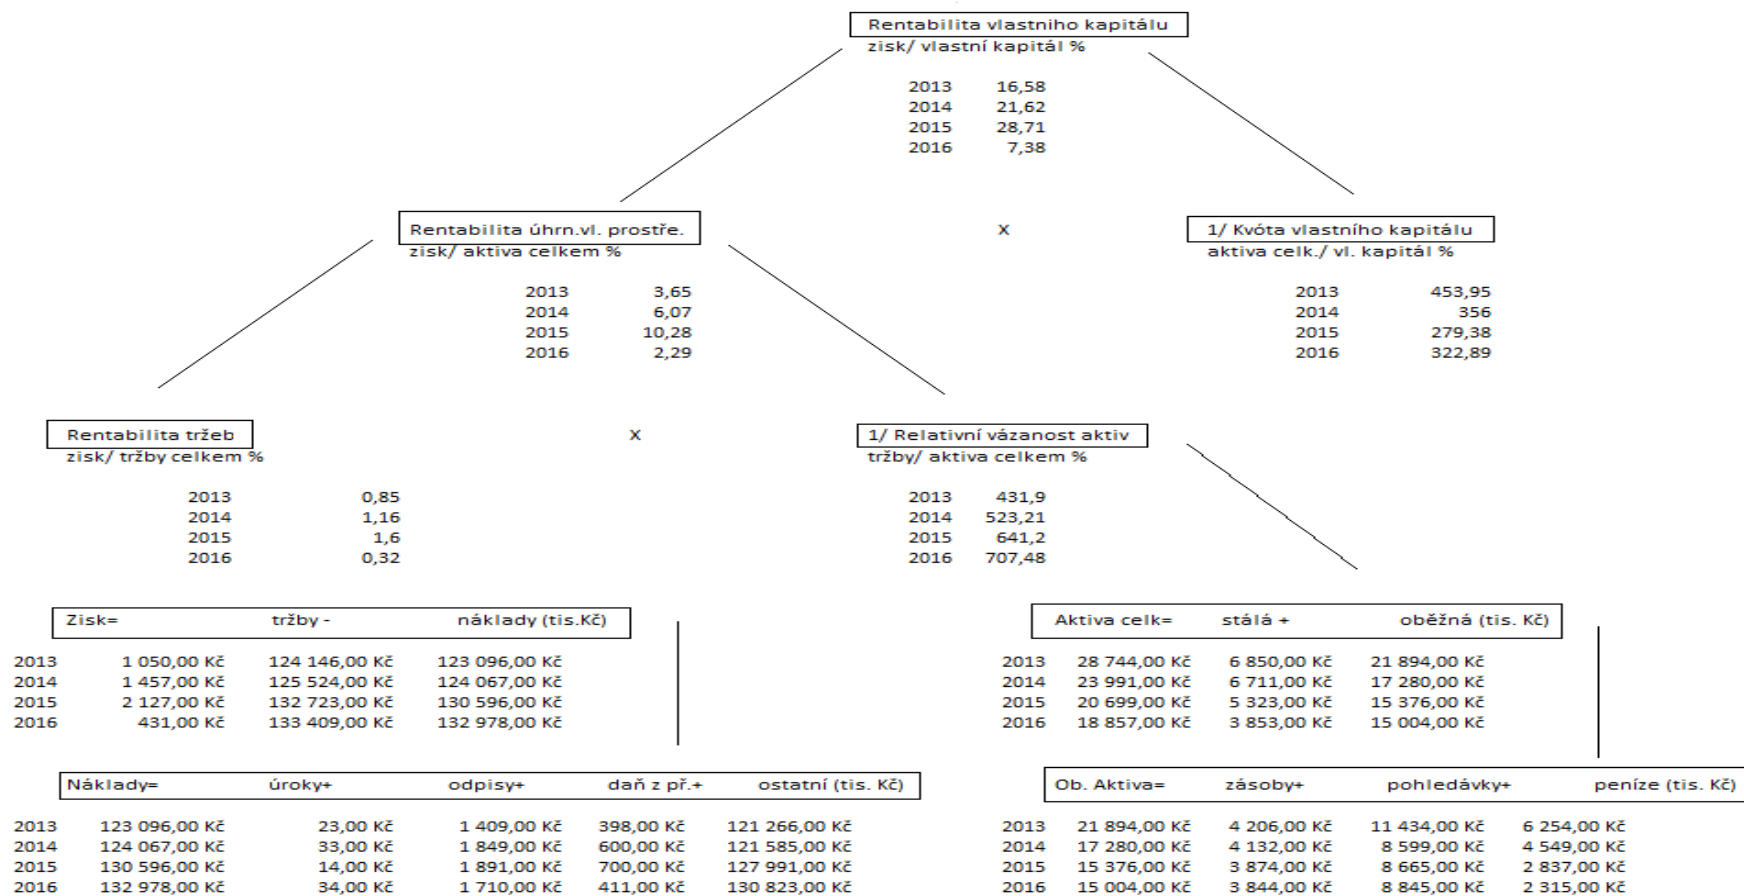 Rentabilita vlastniho kapitálu
zisk/ vlastní kapitál %
2013 16,58
2014 21,62
2015 28,71
2016 7,38
Rentabilita úhrn.vl. prostře.
zisk/ aktiva celkem %
2013 3,65
2014 6,07
2015 10,28
2016 2,29
X
1/ Kvóta vlastního kapitálu
aktiva celk./ vl. kapitál %
2013 453,95
2014 356
2015 279,38
2016 322,89
Rentabilita tržeb
zisk/ tržby celkem %
2013 0,85
2014 1,16
2015 1,6
2016 0,32
X
1/ Relativní vázanost aktiv
tržby/ aktiva celkem %
2013 431,9
2014 523,21
2015 641,2
2016 707,48
Zisk= tržby - náklady (tis.Kč)
2013 1 050,00 Kč 124 146,00 Kč 123 096,00 Kč
2014 1 457,00 Kč 125 524,00 Kč 124 067,00 Kč
2015 2 127,00 Kč 132 723,00 Kč 130 596,00 Kč
2016 431,00 Kč 133 409,00 Kč 132 978,00 Kč
Aktiva celk= stálá + oběžná (tis. Kč)
2013 28 744,00 Kč 6 850,00 Kč 21 894,00 Kč
2014 23 991,00 Kč 6 711,00 Kč 17 280,00 Kč
2015 20 699,00 Kč 5 323,00 Kč 15 376,00 Kč
2016 18 857,00 Kč 3 853,00 Kč 15 004,00 Kč
Náklady= úroky+ odpisy+ daň z př.+ ostatní (tis. Kč)
2013 123 096,00 Kč 23,00 Kč 1 409,00 Kč 398,00 Kč 121 266,00 Kč
2014 124 067,00 Kč 33,00 Kč 1 849,00 Kč 600,00 Kč 121 585,00 Kč
2015 130 596,00 Kč 14,00 Kč 1 891,00 Kč 700,00 Kč 127 991,00 Kč
2016 132 978,00 Kč 34,00 Kč 1 710,00 Kč 411,00 Kč 130 823,00 Kč
Ob. Aktiva= zásoby+ pohledávky+ peníze (tis. Kč)
2013 21 894,00 Kč 4 206,00 Kč 11 434,00 Kč 6 254,00 Kč
2014 17 280,00 Kč 4 132,00 Kč 8 599,00 Kč 4 549,00 Kč
2015 15 376,00 Kč 3 874,00 Kč 8 665,00 Kč 2 837,00 Kč
2016 15 004,00 Kč 3 844,00 Kč 8 845,00 Kč 2 315,00 Kč